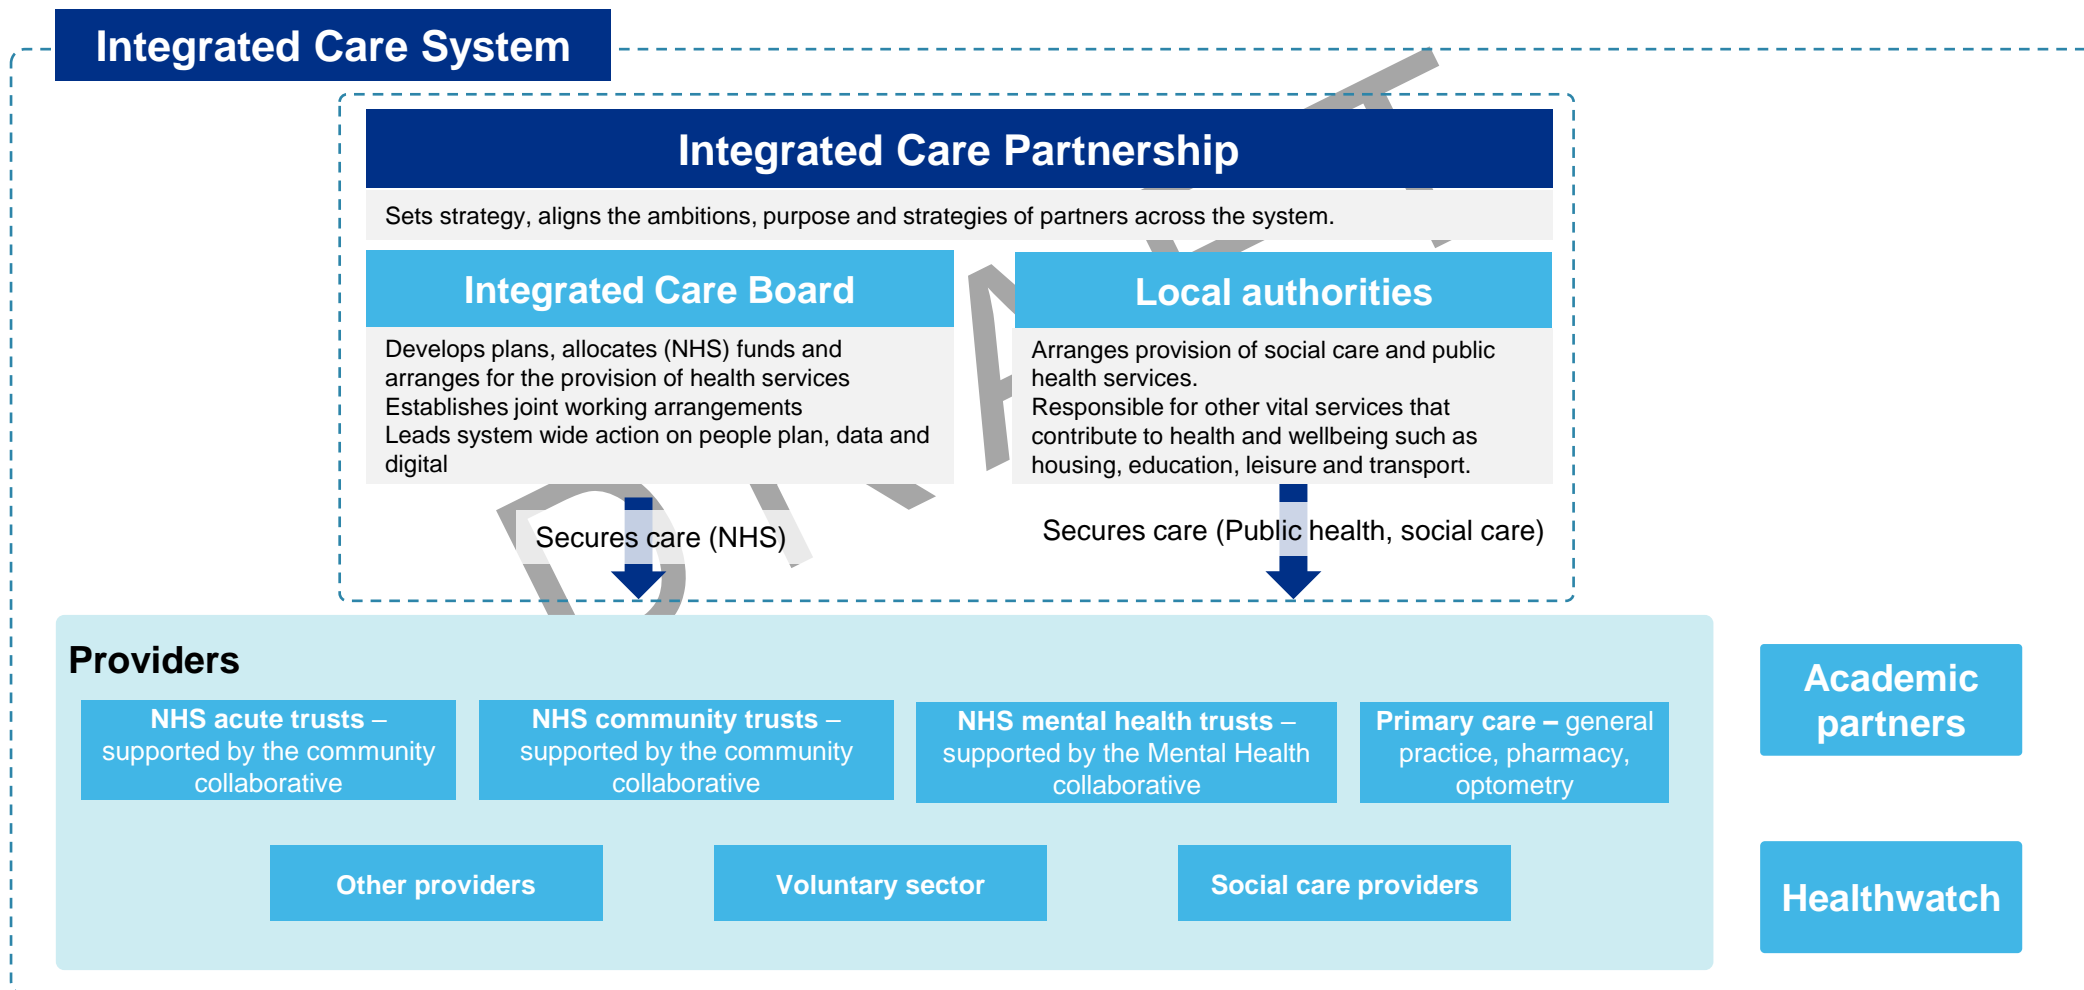 Integrated Care System
Integrated Care Partnership
Sets strategy, aligns the ambitions, purpose and strategies of partners across the system.
Integrated Care Board
Develops plans, allocates (NHS) funds and
arranges for the provision of health services
Establishes joint working arrangements
Leads system wide action on people plan, data and
digital
Local authorities
Arranges provision of social care and public
health services.
Responsible for other vital services that
contribute to health and wellbeing such as
housing, education, leisure and transport.
Secures care (NHS)
Secures care (Public health, social care)
DRAFT
Providers
NHS acute trusts –
supported by the community
collaborative
NHS community trusts –
supported by the community
collaborative
NHS mental health trusts –
supported by the Mental Health
collaborative
Primary care – general
practice, pharmacy,
optometry
Other providers
Voluntary sector
Social care providers
Academic
partners
Healthwatch